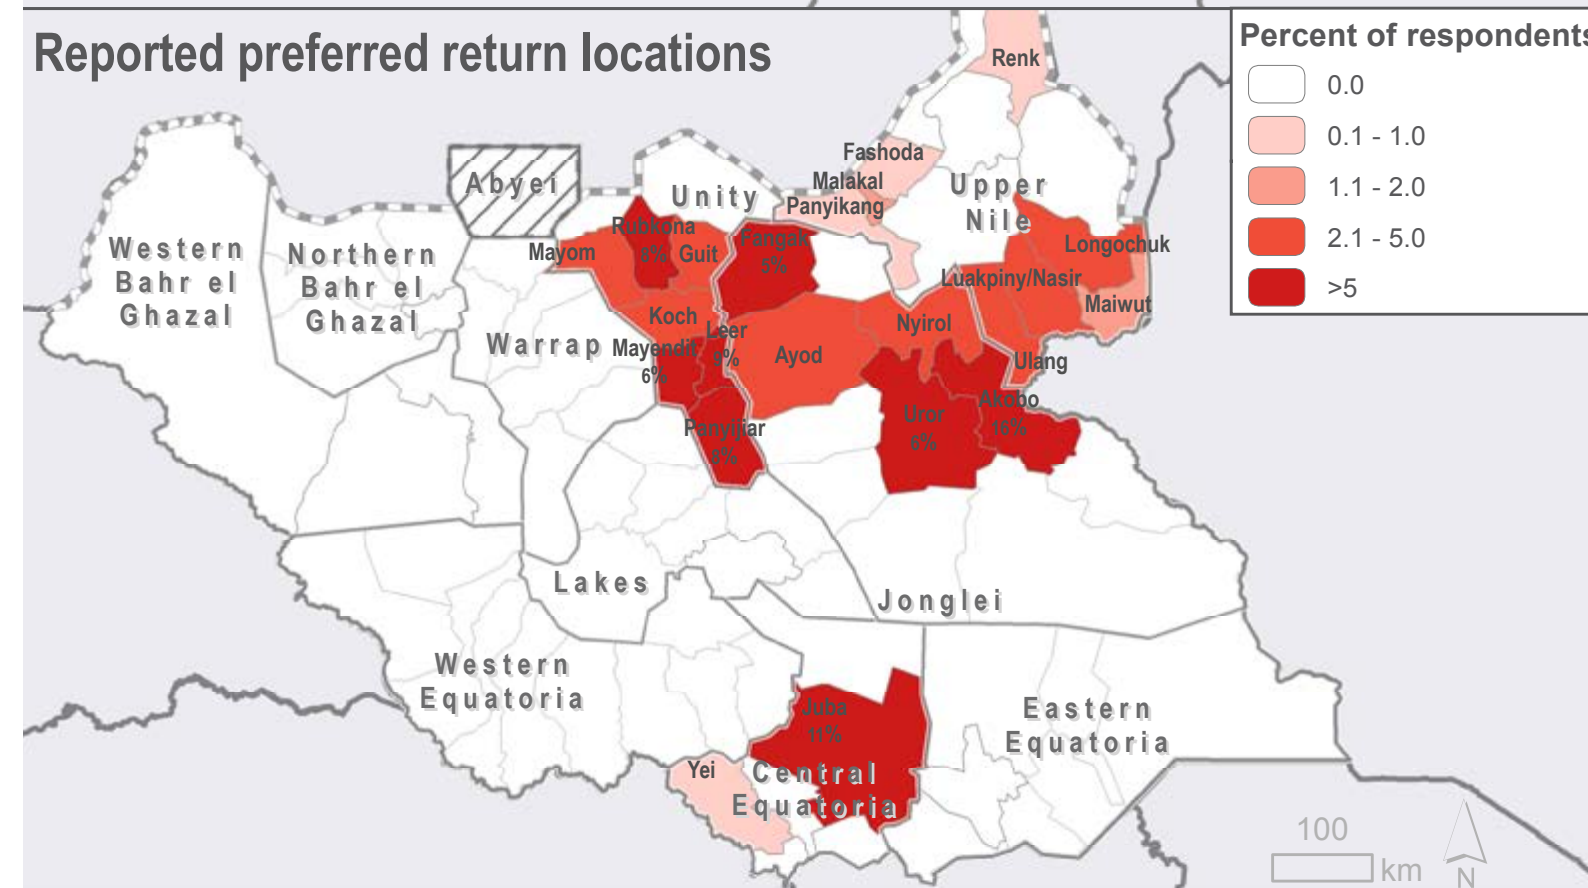 Reported preferred return locations
Percent of respondents
0.0
0.1 - 1.0
1.1 - 2.0
2.1 - 5.0
>5
Renk
Fashoda
Malakal
Panyikang
Upper
Nile
Abyei
Unity
Rubkona
8%
Guit
Mayom
Fangak
5%
Longochuk
Luakpiny/Nasir
Maiwut
Western
Bahr el
Ghazal
Northern
Bahr el
Ghazal
Warrap
Koch
Leer
9%
Mayendit
6%
Ayod
Nyirol
Ulang
Akobo
16%
Uror
Panyijiar
Lakes
Jonglei
Western
Equatoria
Juba
11%
Yei
Central
Equatoria
Eastern
Equatoria
100
km
N